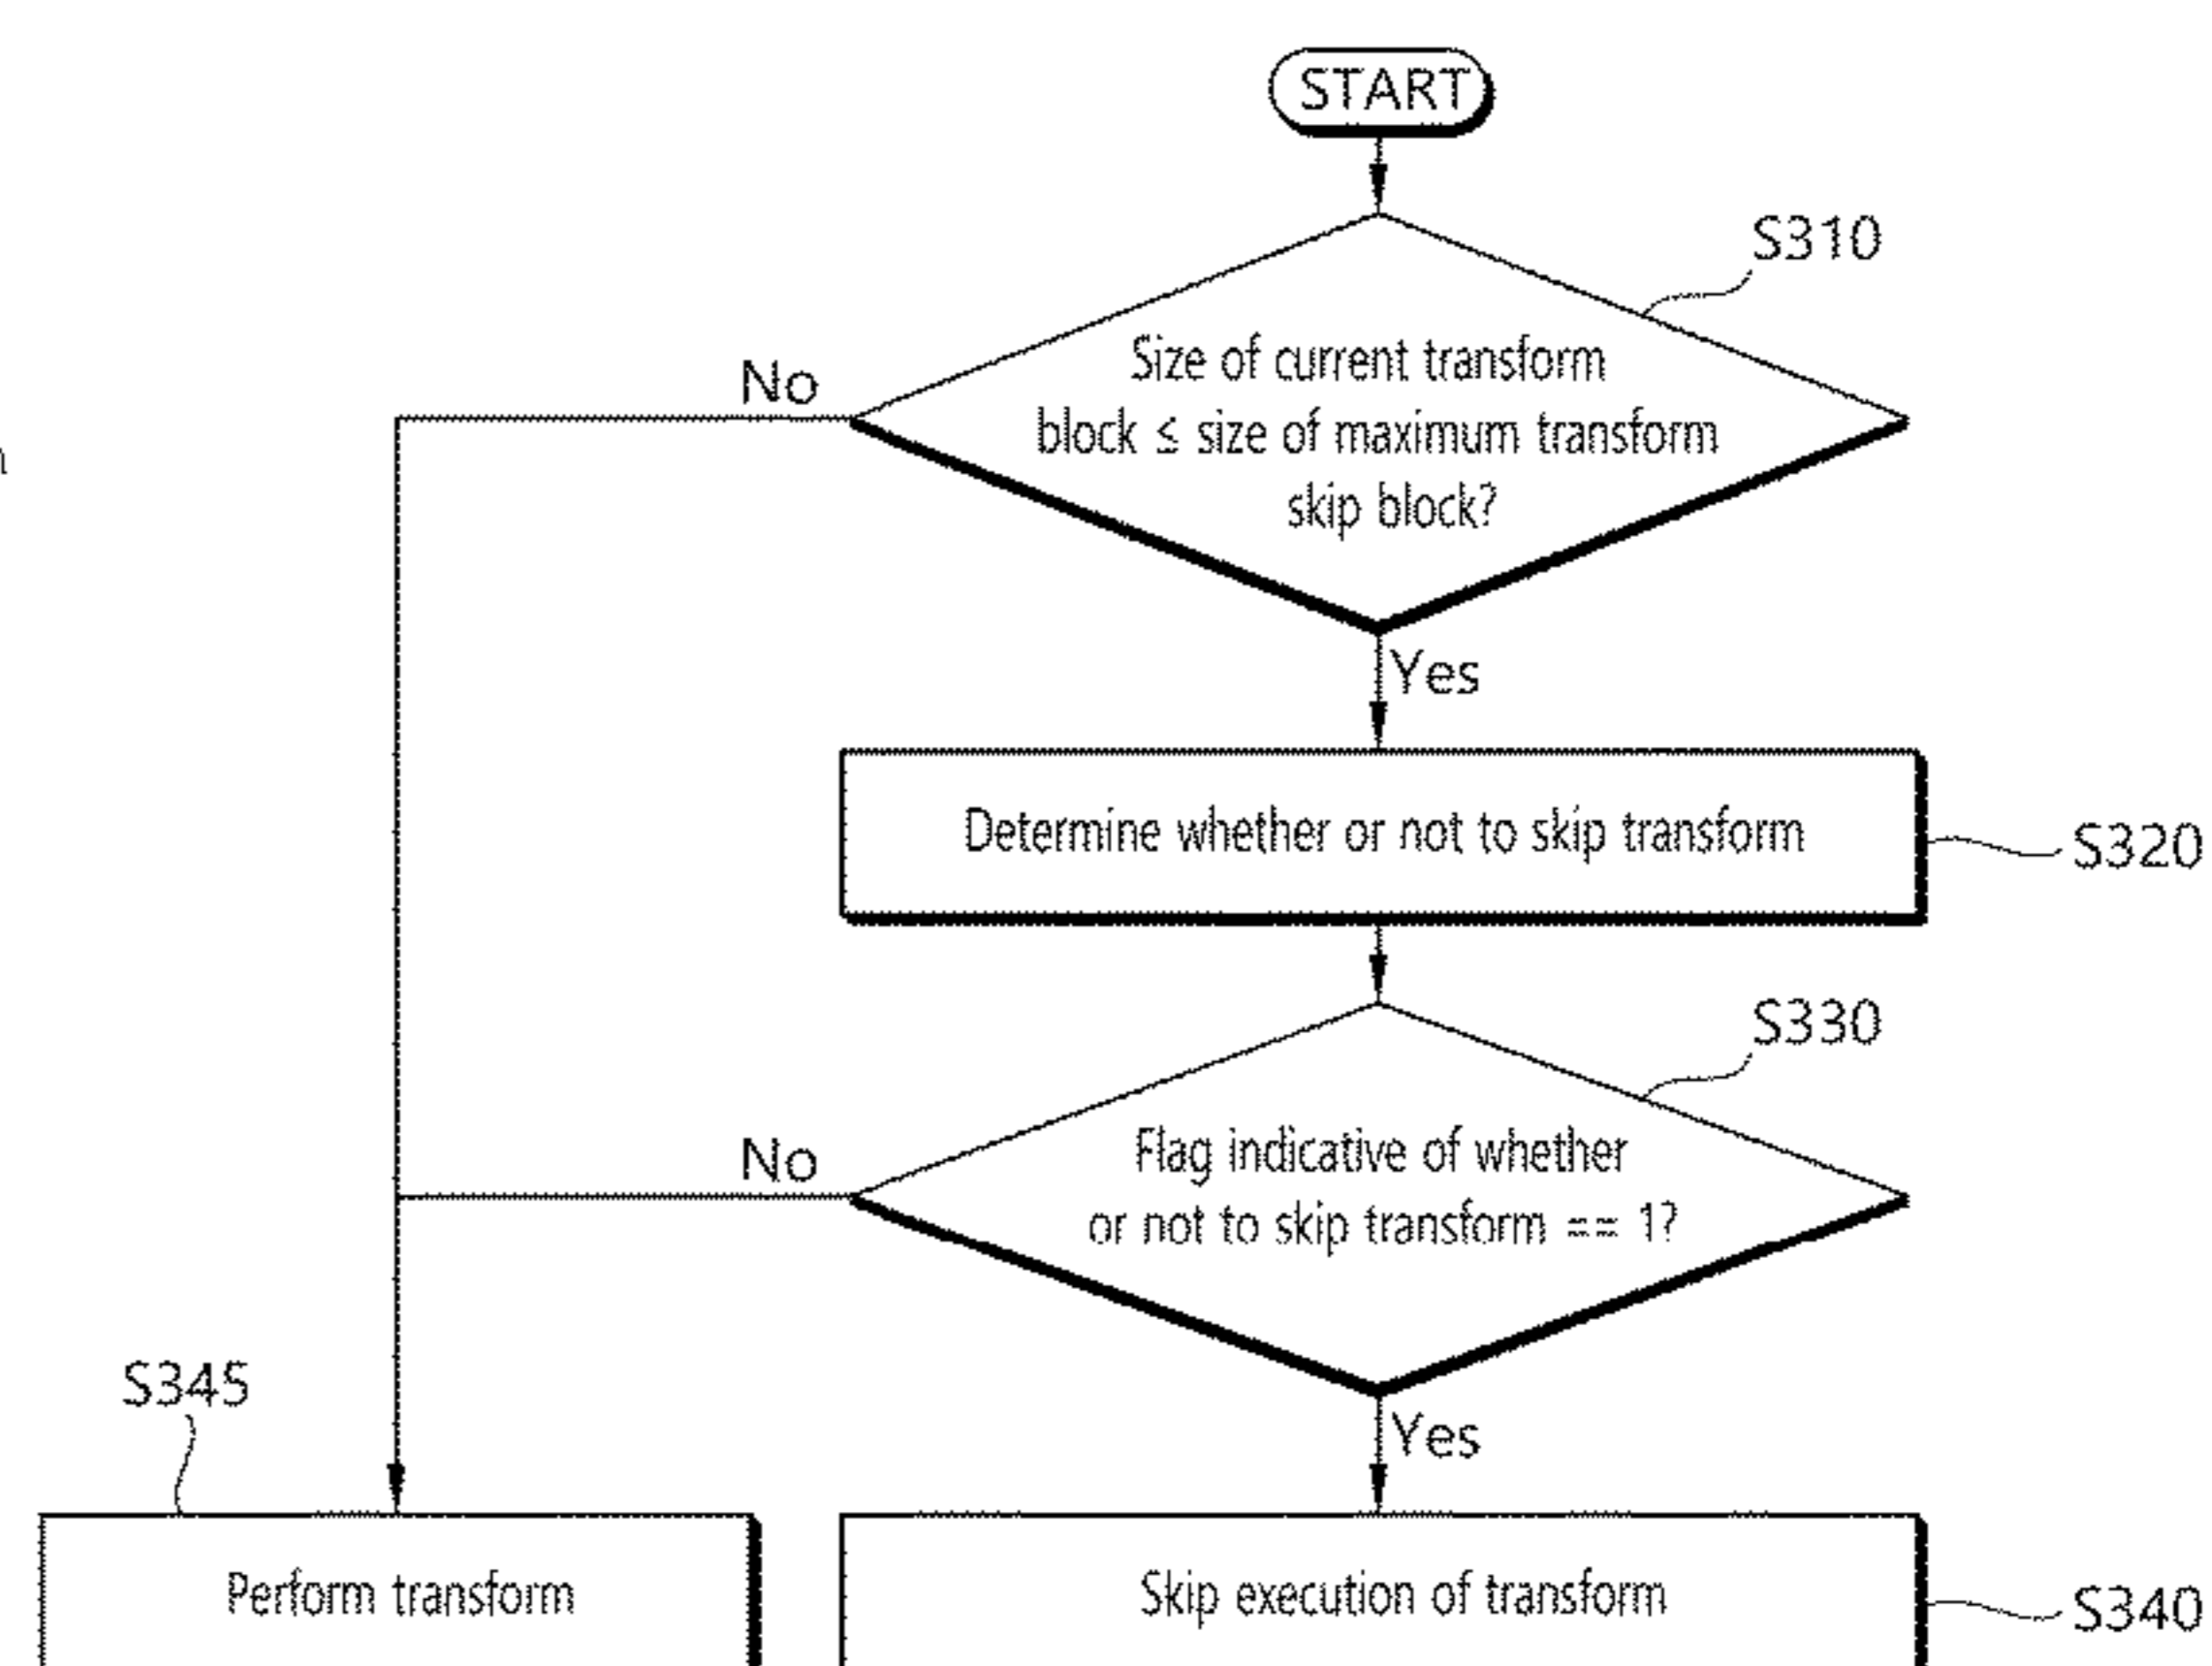 START
S310
Size of current transform
block ≤ size of maximum transform
skip block?
No
Yes
Determine whether or not to skip transform
S320
S330
Flag indicative of whether
or not to skip transform == 1?
No
Yes
S345
Perform transform
Skip execution of transform
S340